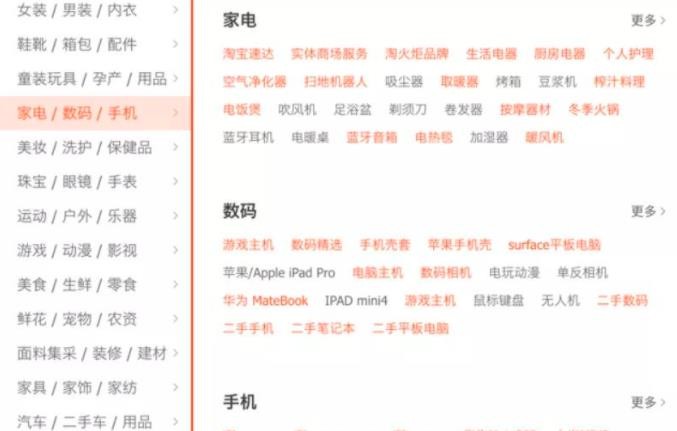 女装 / 男装 / 内衣
鞋靴 / 箱包 / 配件
童装玩具 / 孕产 / 用品
家电 / 数码 / 手机
美妆 / 洗护 / 保健品
珠宝 / 眼镜 / 手表
运动 / 户外 / 乐器
游戏 / 动漫 / 影视
美食 / 生鲜 / 零食
鲜花 / 宠物 / 农资
面料集采 / 装修 / 建材
家具 / 家饰 / 家纺
汽车 / 二手车 / 用品
家电 更多
淘宝速达 实体商场服务 淘火炬品牌 生活电器 厨房电器 个人护理
空气净化器 扫地机器人 吸尘器 取暖器 烤箱 豆浆机 榨汁料理
电饭煲 吹风机 足浴盆 剃须刀 卷发器 按摩器材 冬季火锅
蓝牙耳机 电暖桌 蓝牙音箱 电热毯 加湿器 暖风机
数码 更多
游戏主机 数码精选 手机壳套 苹果手机壳 surface平板电脑
苹果/Apple iPad Pro 电脑主机 数码相机 电玩动漫 单反相机
华为 MateBook IPAD mini4 游戏主机 鼠标键盘 无人机 二手数码
二手手机 二手笔记本 二手平板电脑
手机 更多